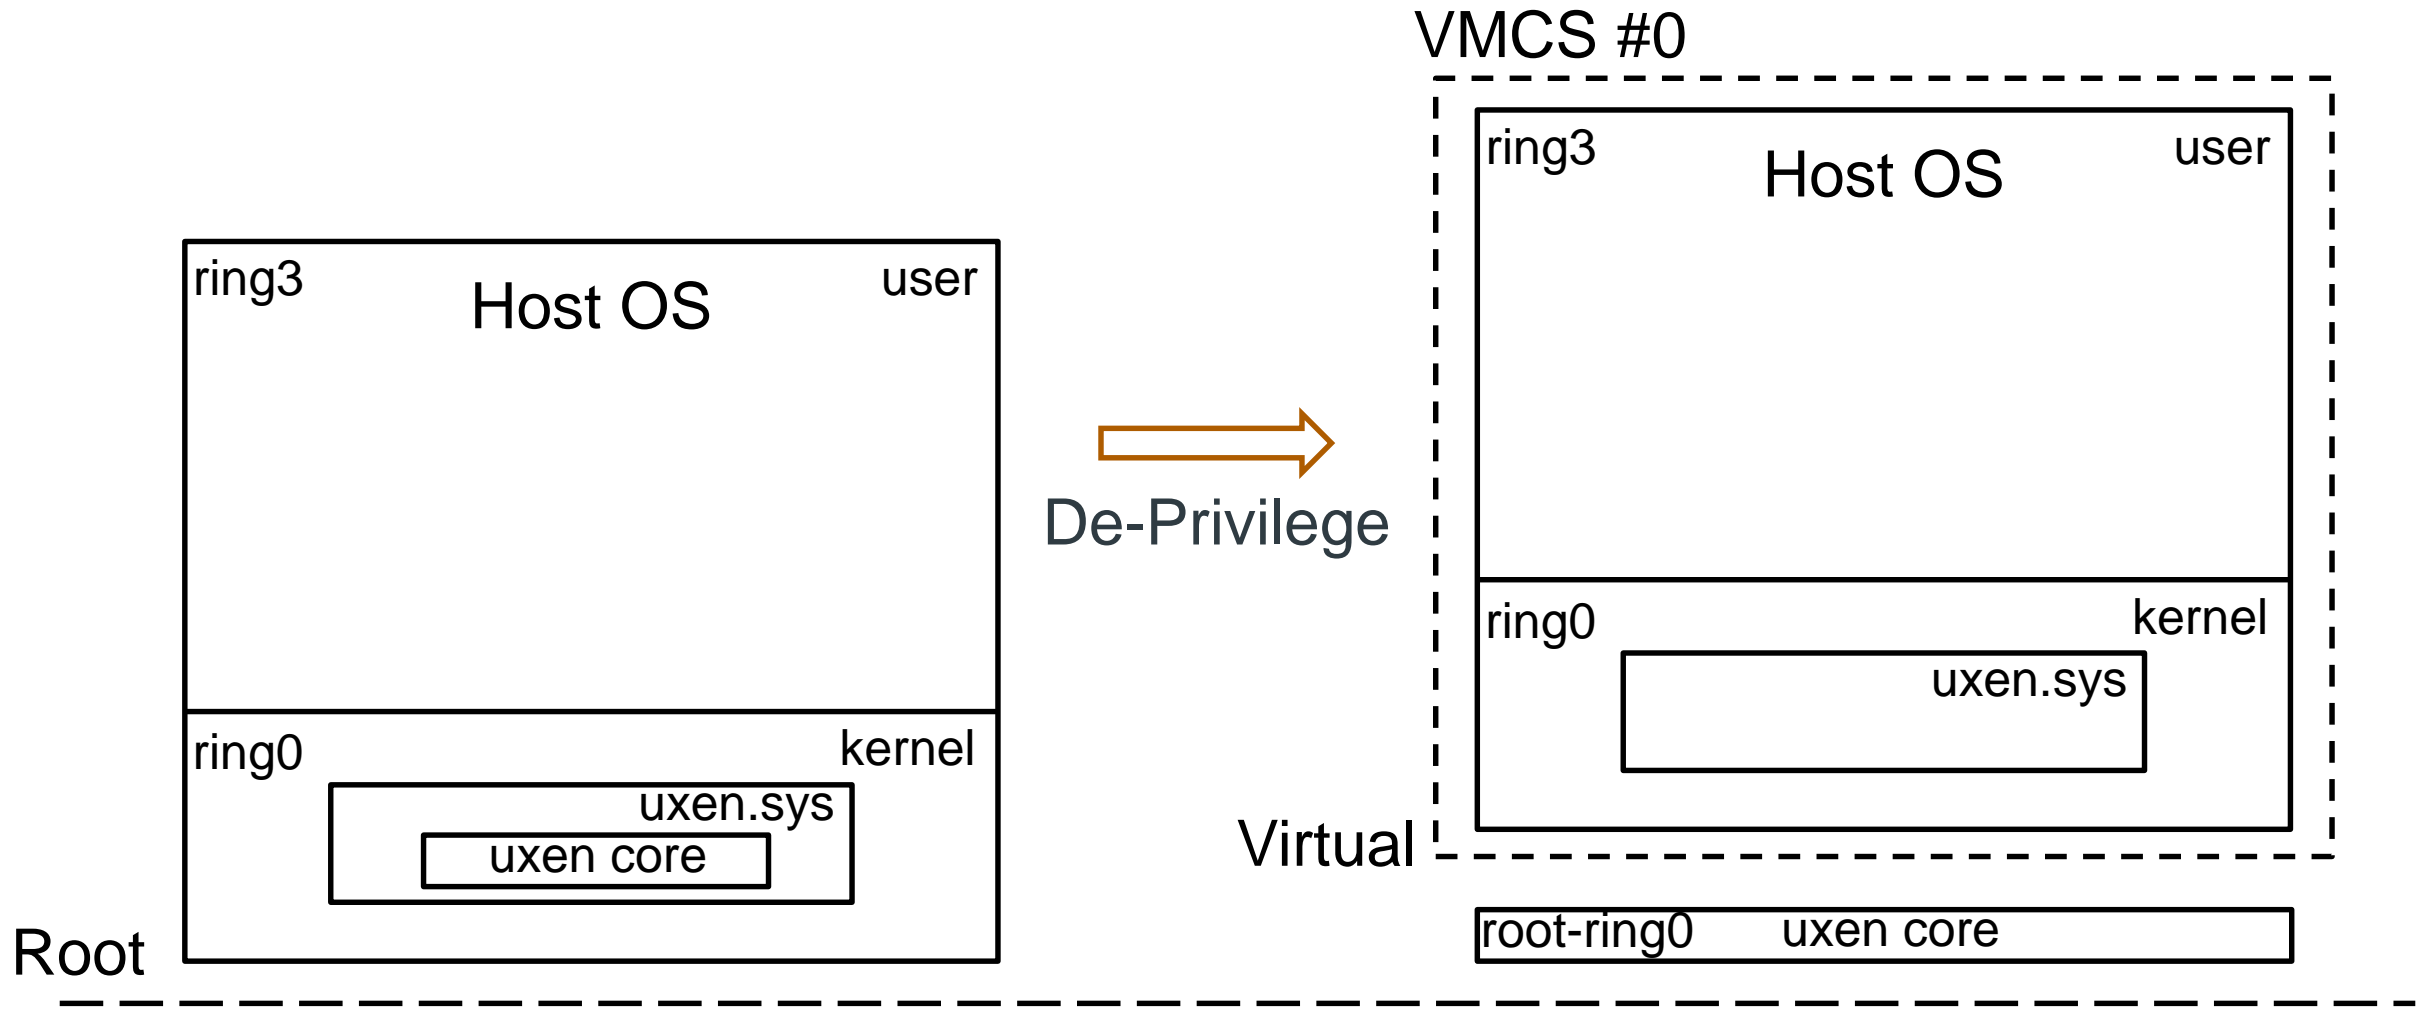 VMCS #0
ring3
Host OS
user
ring0
kernel
uxen.sys
uxen core
Root
De-Privilege
ring3
Host OS
user
ring0
kernel
uxen.sys
Virtual
root-ring0
uxen core